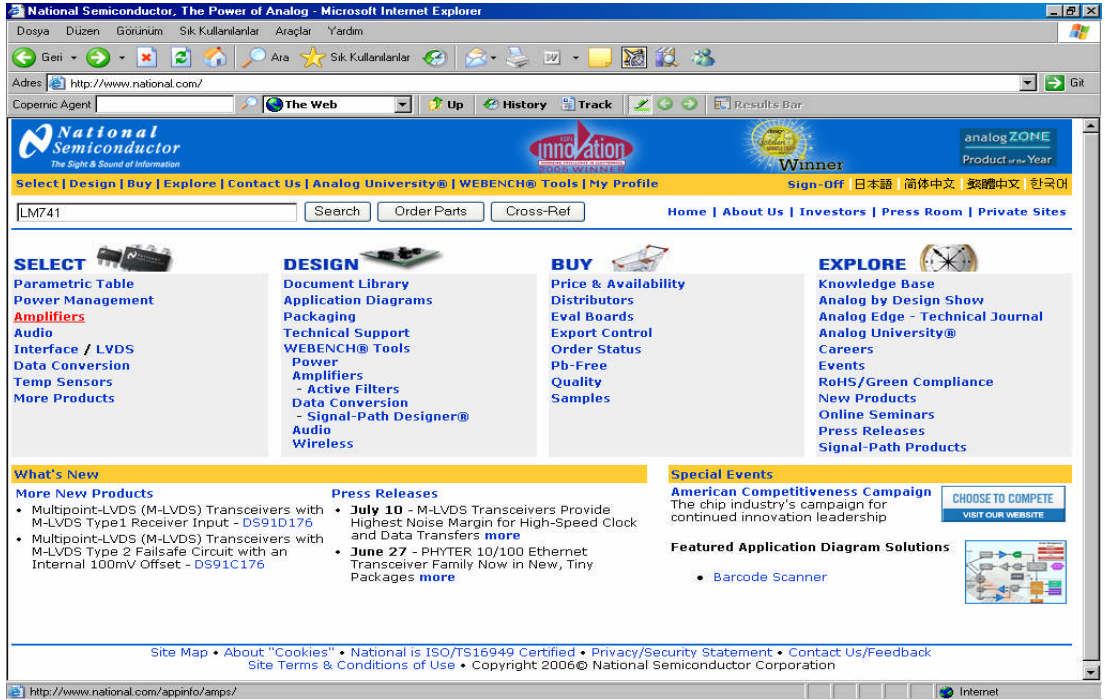 National Semiconductor, The Power of Analog - Microsoft Internet Explorer
Dosya Düzen Görünüm Sık Kullanılanlar Araçlar Yardım
Geri Ara Sık Kullanılanlar
Adres http://www.national.com/ Git
Copernic Agent The Web Up History Track Results Bar
National Semiconductor
The Sight & Sound of Information
innovation
2005 WINNER
Winner
analog ZONE
Product of the Year
Select | Design | Buy | Explore | Contact Us | Analog University® | WEBENCH® Tools | My Profile
Sign-Off 日本語 简体中文 繁體中文 한국어
LM741 Search Order Parts Cross-Ref
Home | About Us | Investors | Press Room | Private Sites
SELECT
Parametric Table
Power Management
Amplifiers
Audio
Interface / LVDS
Data Conversion
Temp Sensors
More Products
DESIGN
Document Library
Application Diagrams
Packaging
Technical Support
WEBENCH® Tools
Power
Amplifiers
- Active Filters
Data Conversion
- Signal-Path Designer®
Audio
Wireless
BUY
Price & Availability
Distributors
Eval Boards
Export Control
Order Status
Pb-Free
Quality
Samples
EXPLORE
Knowledge Base
Analog by Design Show
Analog Edge - Technical Journal
Analog University®
Careers
Events
RoHS/Green Compliance
New Products
Online Seminars
Press Releases
Signal-Path Products
What's New
More New Products
• Multipoint-LVDS (M-LVDS) Transceivers with
M-LVDS Type1 Receiver Input - DS91D176
• Multipoint-LVDS (M-LVDS) Transceivers with
M-LVDS Type 2 Failsafe Circuit with an
Internal 100mV Offset - DS91C176
Press Releases
• July 10 - M-LVDS Transceivers Provide
Highest Noise Margin for High-Speed Clock
and Data Transfers more
• June 27 - PHYTER 10/100 Ethernet
Transceiver Family Now in New, Tiny
Packages more
Special Events
American Competitiveness Campaign
The chip industry's campaign for
continued innovation leadership
CHOOSE TO COMPETE
VISIT OUR WEBSITE
Featured Application Diagram Solutions
• Barcode Scanner
Site Map • About "Cookies" • National is ISO/TS16949 Certified • Privacy/Security Statement • Contact Us/Feedback
Site Terms & Conditions of Use • Copyright 2006© National Semiconductor Corporation
http://www.national.com/appinfo/amps/ Internet